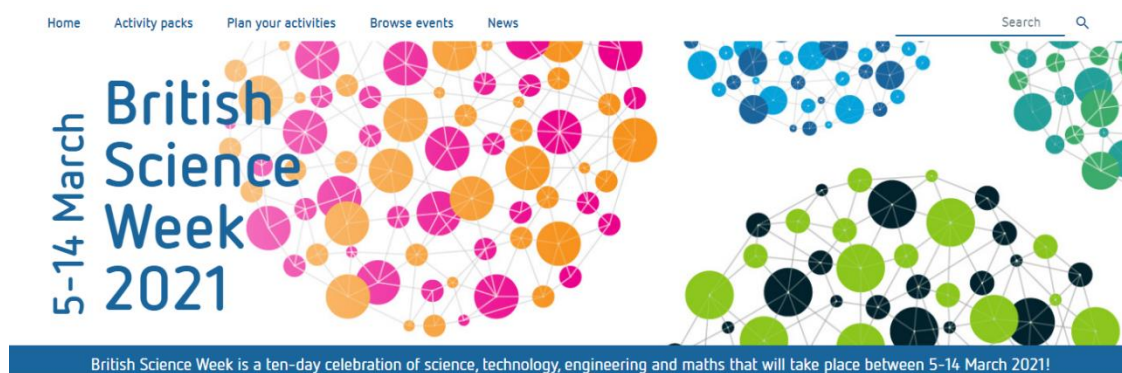 Home Activity packs Plan your activities Browse events News Search
5-14 March
British
Science
Week
2021
British Science Week is a ten-day celebration of science, technology, engineering and maths that will take place between 5-14 March 2021!